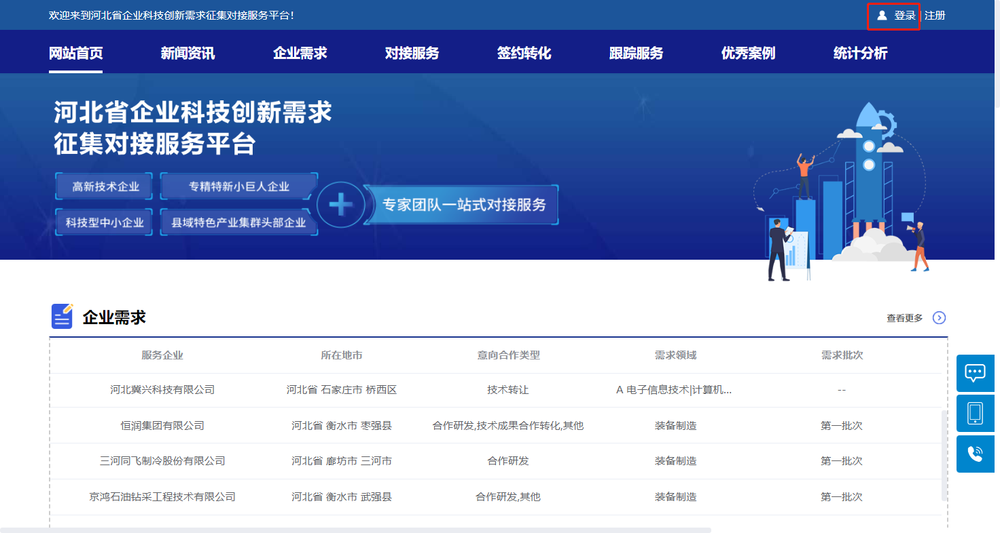 欢迎来到河北省企业科技创新需求征集对接服务平台！
登录 | 注册
网站首页 新闻资讯 企业需求 对接服务 签约转化 跟踪服务 优秀案例 统计分析
河北省企业科技创新需求
征集对接服务平台
高新技术企业 专精特新小巨人企业
专家团队一站式对接服务
科技型中小企业 县域特色产业集群头部企业
企业需求 查看更多
服务企业 所在地市 意向合作类型 需求领域 需求批次
河北冀兴科技有限公司 河北省 石家庄市 桥西区 技术转让 A 电子信息技术|计算机... --
恒润集团有限公司 河北省 衡水市 枣强县 合作研发,技术成果合作转化,其他 装备制造 第一批次
三河同飞制冷股份有限公司 河北省 廊坊市 三河市 合作研发 装备制造 第一批次
京鸿石油钻采工程技术有限公司 河北省 衡水市 武强县 合作研发,其他 装备制造 第一批次